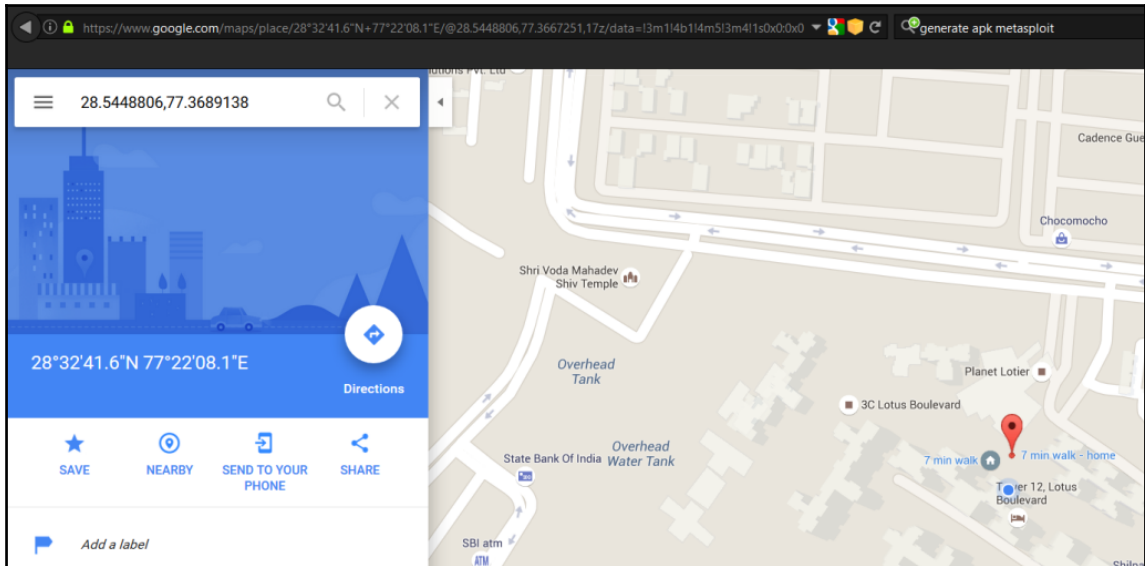 https://www.google.com/maps/place/28°32'41.6"N+77°22'08.1"E/@28.5448806,77.3667251,17z/data=!3m1!4b1!4m5!3m4!1s0x0:0x0
generate apk metasploit
28.5448806,77.3689138
28°32'41.6"N 77°22'08.1"E
Directions
SAVE
NEARBY
SEND TO YOUR
PHONE
SHARE
Add a label
Pvt. Ltd
Cadence Gue
Chocomocho
Shri Voda Mahadev
Shiv Temple
Overhead
Tank
Planet Lotier
3C Lotus Boulevard
Overhead
Water Tank
State Bank Of India
7 min walk
7 min walk - home
Tower 12, Lotus
Boulevard
SBI atm
ATM